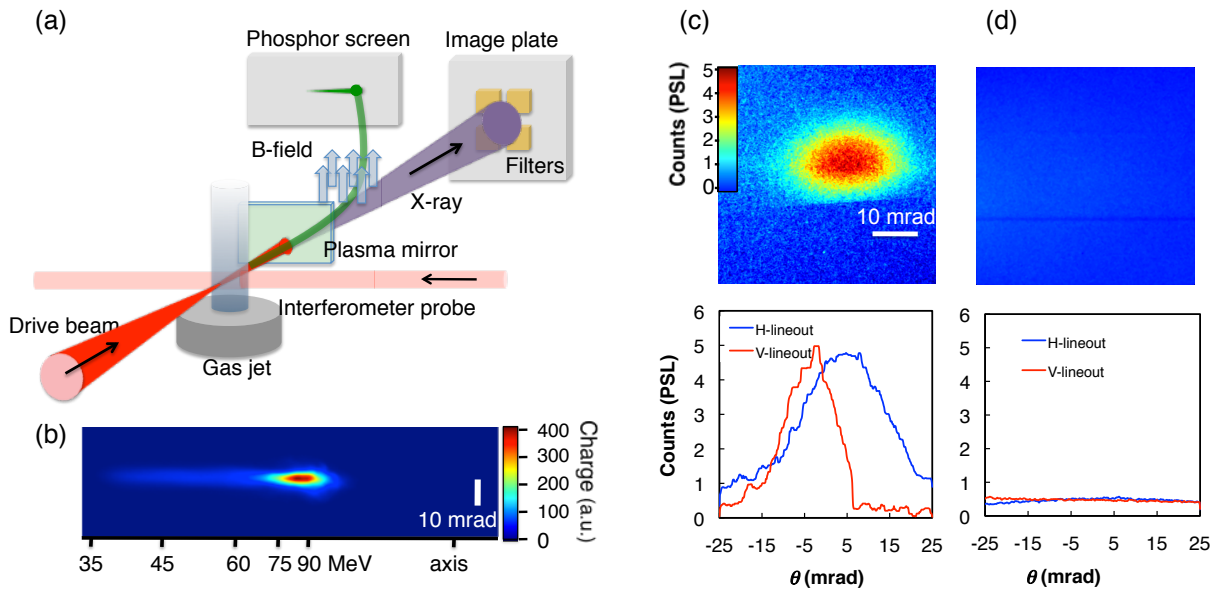 (a)
Phosphor screen
Image plate
B-field
Filters
X-ray
Plasma mirror
Interferometer probe
Drive beam
Gas jet
(b)
400
300
200
100
0
Charge (a.u.)
10 mrad
35 45 60 75 90 MeV axis
(c)
5
4
3
2
1
0
Counts (PSL)
10 mrad
6
5
4
3
2
1
0
Counts (PSL)
H-lineout
V-lineout
-25 -15 -5 5 15 25
θ (mrad)
(d)
6
5
4
3
2
1
0
H-lineout
V-lineout
-25 -15 -5 5 15 25
θ (mrad)